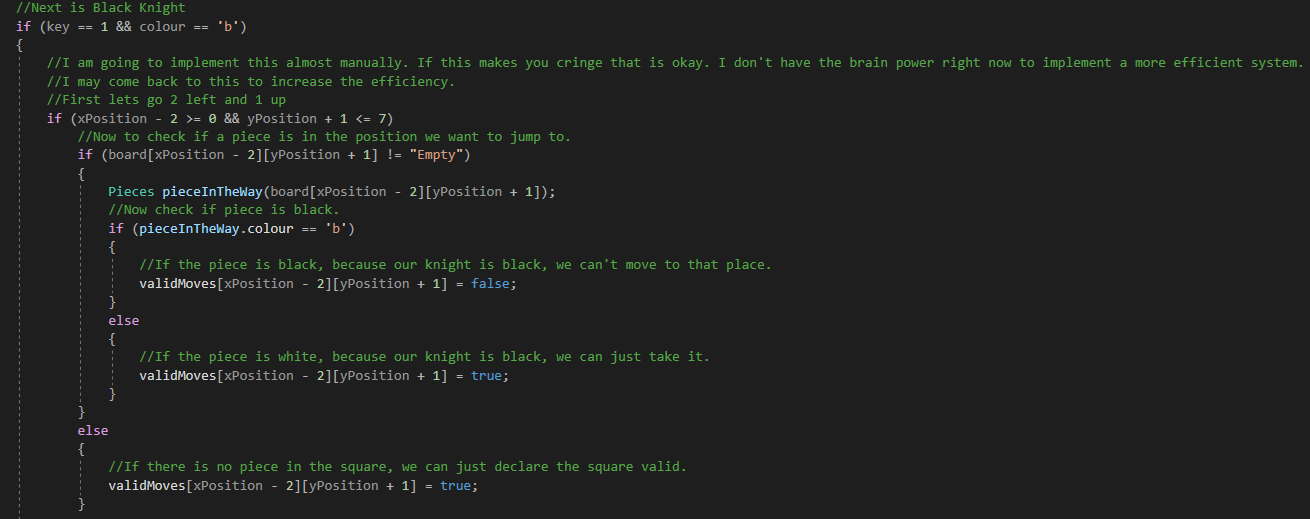 //Next is Black Knight
if (key == 1 && colour == 'b')
{
//I am going to implement this almost manually. If this makes you cringe that is okay. I don't have the brain power right now to implement a more efficient system.
//I may come back to this to increase the efficiency.
//First lets go 2 left and 1 up
if (xPosition - 2 >= 0 && yPosition + 1 <= 7)
//Now to check if a piece is in the position we want to jump to.
if (board[xPosition - 2][yPosition + 1] != "Empty")
{
Pieces pieceInTheWay(board[xPosition - 2][yPosition + 1]);
//Now check if piece is black.
if (pieceInTheWay.colour == 'b')
{
//If the piece is black, because our knight is black, we can't move to that place.
validMoves[xPosition - 2][yPosition + 1] = false;
}
else
{
//If the piece is white, because our knight is black, we can just take it.
validMoves[xPosition - 2][yPosition + 1] = true;
}
}
else
{
//If there is no piece in the square, we can just declare the square valid.
validMoves[xPosition - 2][yPosition + 1] = true;
}